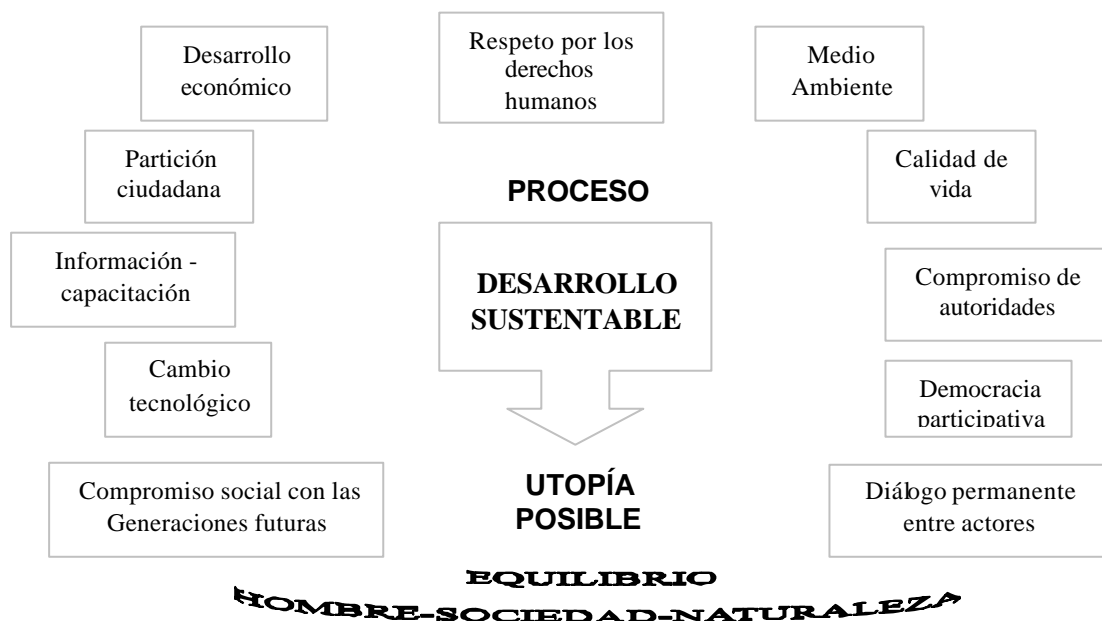 Desarrollo
económico
Respeto por los
derechos
humanos
Medio
Ambiente
Partición
ciudadana
PROCESO
Calidad de
vida
Información -
capacitación
DESARROLLO
SUSTENTABLE
Compromiso de
autoridades
Cambio
tecnológico
Democracia
participativa
Compromiso social con las
Generaciones futuras
UTOPÍA
POSIBLE
Diálogo permanente
entre actores
EQUILIBRIO
HOMBRE-SOCIEDAD-NATURALEZA